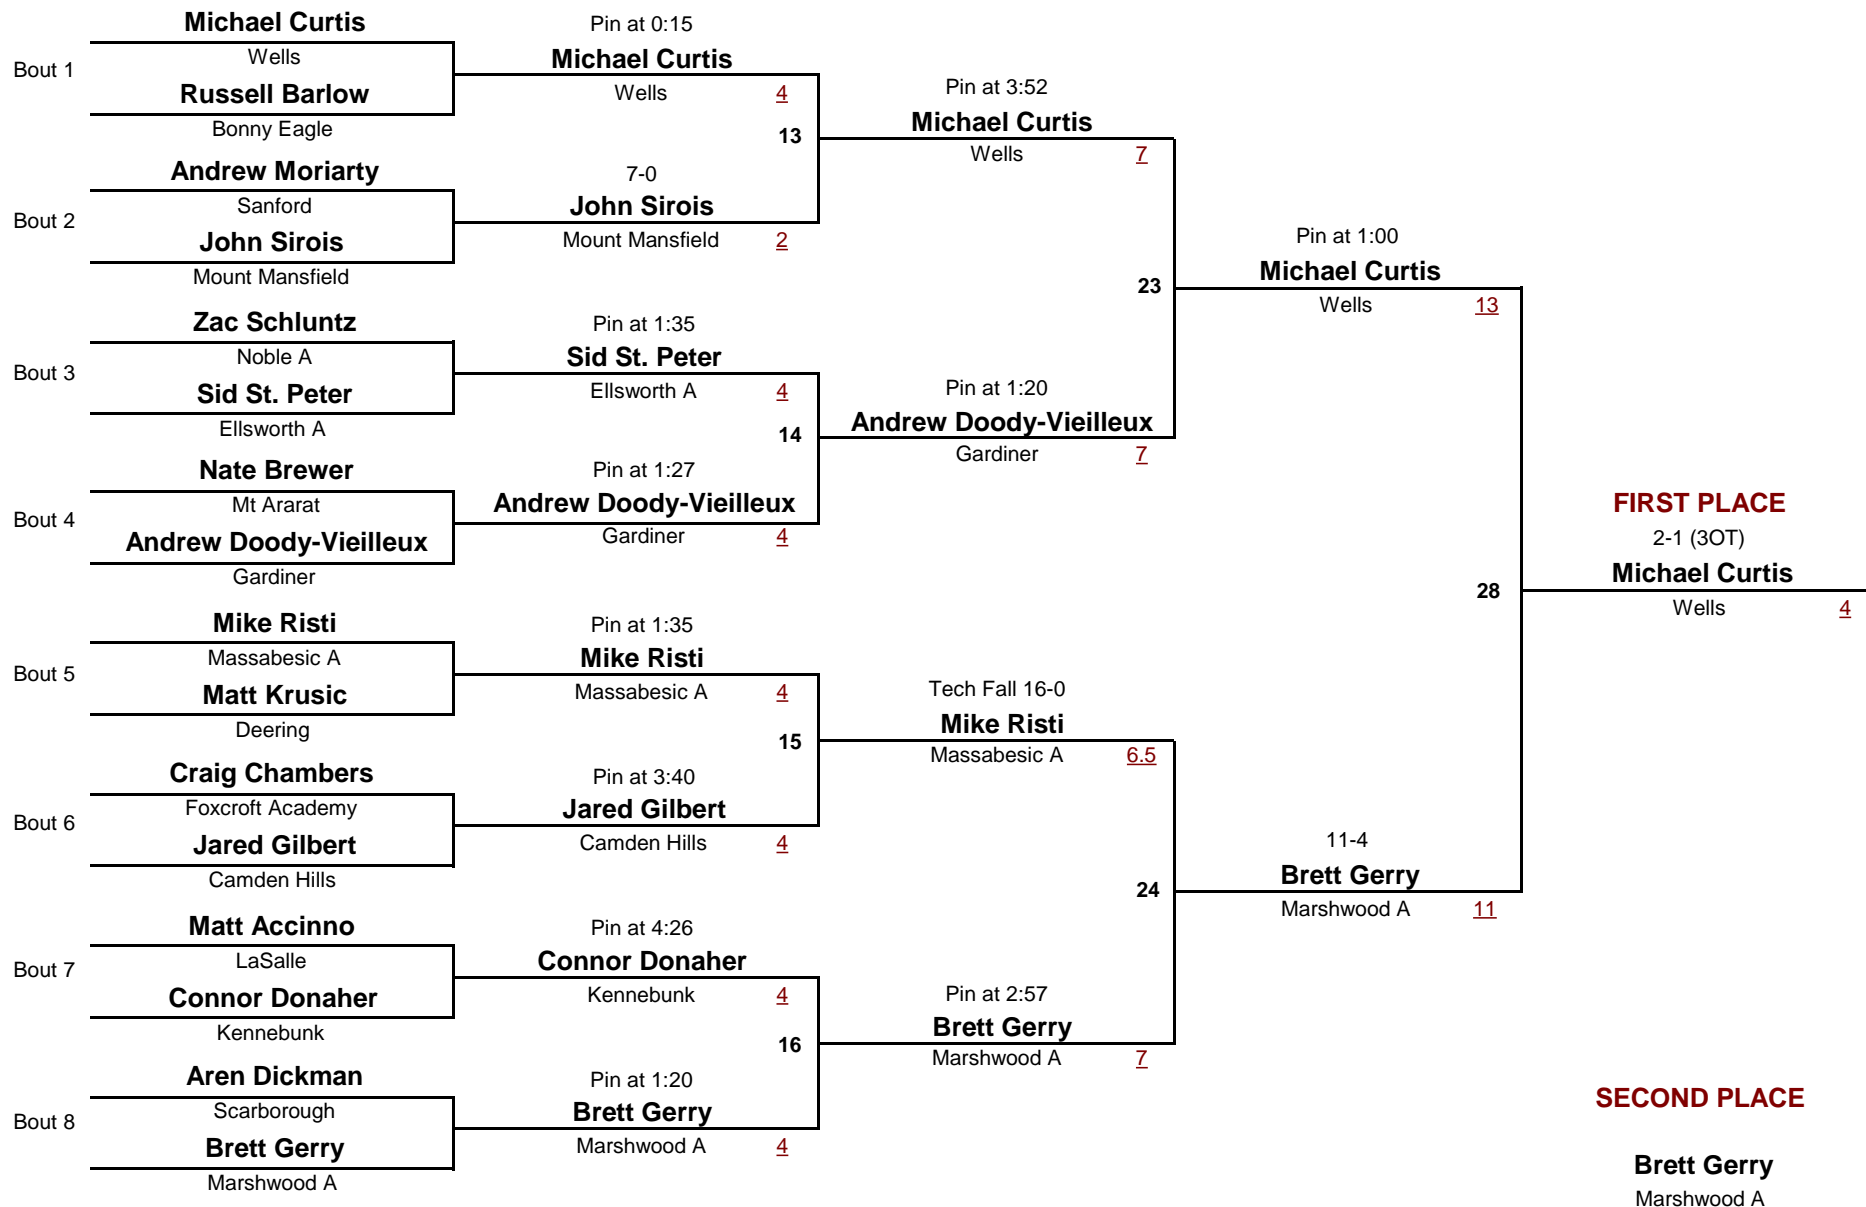 Michael Curtis
Wells
Bout 1
Russell Barlow
Bonny Eagle
Andrew Moriarty
Sanford
Bout 2
John Sirois
Mount Mansfield
Zac Schluntz
Noble A
Bout 3
Sid St. Peter
Ellsworth A
Nate Brewer
Mt Ararat
Bout 4
Andrew Doody-Vieilleux
Gardiner
Mike Risti
Massabesic A
Bout 5
Matt Krusic
Deering
Craig Chambers
Foxcroft Academy
Bout 6
Jared Gilbert
Camden Hills
Matt Accinno
LaSalle
Bout 7
Connor Donaher
Kennebunk
Aren Dickman
Scarborough
Bout 8
Brett Gerry
Marshwood A
Pin at 0:15
Michael Curtis
Wells 4
13
7-0
John Sirois
Mount Mansfield 2
Pin at 1:35
Sid St. Peter
Ellsworth A 4
14
Pin at 1:27
Andrew Doody-Vieilleux
Gardiner 4
Pin at 1:35
Mike Risti
Massabesic A 4
15
Pin at 3:40
Jared Gilbert
Camden Hills 4
Pin at 4:26
Connor Donaher
Kennebunk 4
16
Pin at 1:20
Brett Gerry
Marshwood A 4
Pin at 3:52
Michael Curtis
Wells 7
23
Pin at 1:20
Andrew Doody-Vieilleux
Gardiner 7
Tech Fall 16-0
Mike Risti
Massabesic A 6.5
24
Pin at 2:57
Brett Gerry
Marshwood A 7
Pin at 1:00
Michael Curtis
Wells 13
28
11-4
Brett Gerry
Marshwood A 11
FIRST PLACE
2-1 (3OT)
Michael Curtis
Wells 4
SECOND PLACE
Brett Gerry
Marshwood A